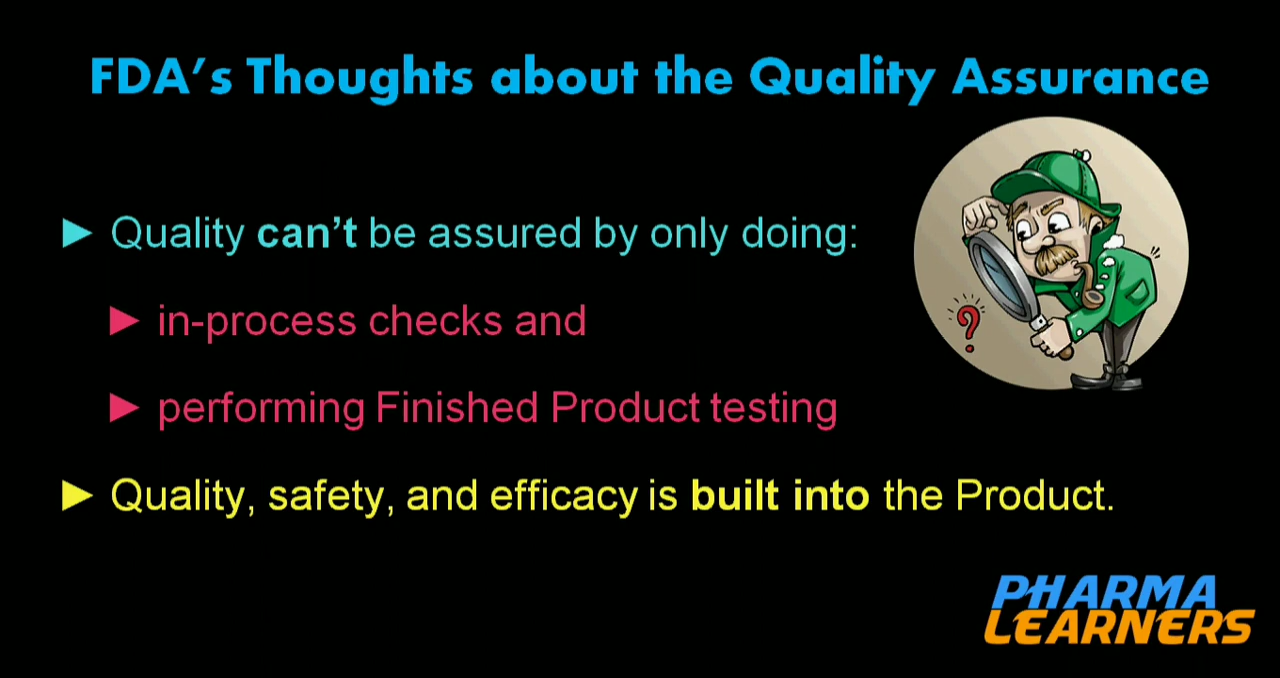 FDA's Thoughts about the Quality Assurance
► Quality can't be assured by only doing:
► in-process checks and
► performing Finished Product testing
► Quality, safety, and efficacy is built into the Product.
?
PHARMA
LEARNERS